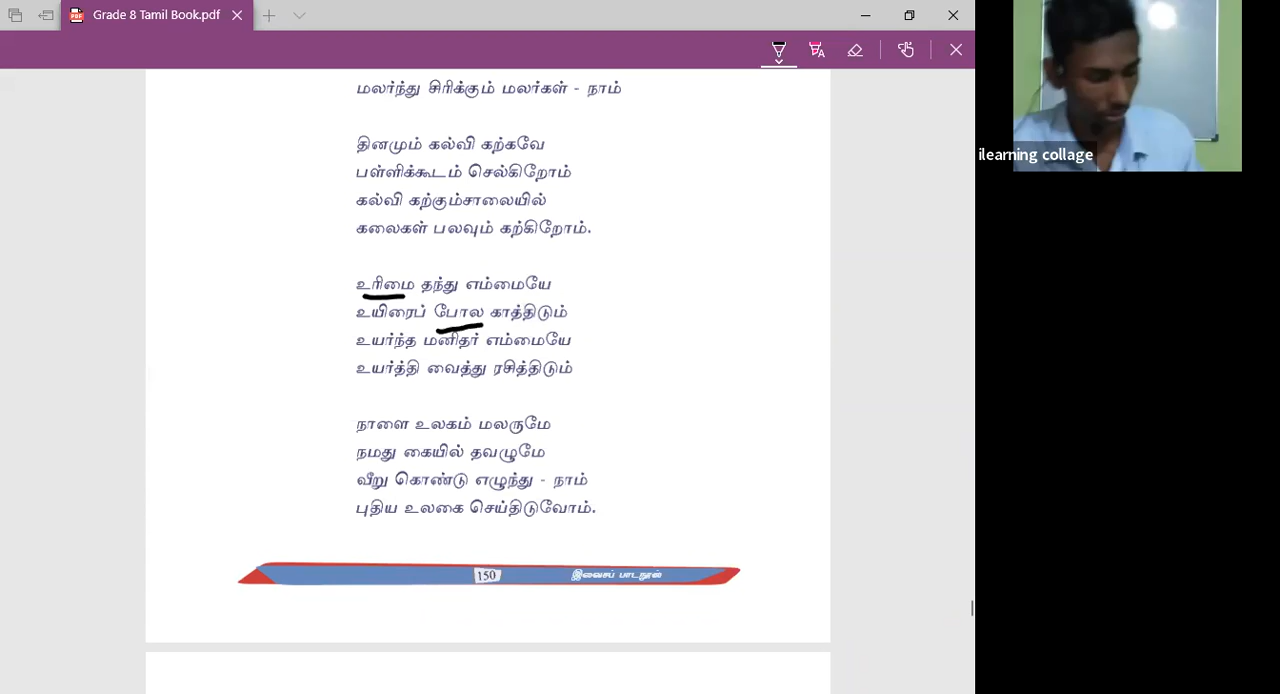 Grade 8 Tamil Book.pdf
மலர்ந்து சிரிக்கும் மலர்கள் - நாம்
தினமும் கல்வி கற்கவே
பள்ளிக்கூடம் செல்கிறோம்
கல்வி கற்கும்சாலையில்
கலைகள் பலவும் கற்கிறோம்.
உரிமை தந்து எம்மையே
உயிரைப் போல காத்திடும்
உயர்ந்த மனிதர் எம்மையே
உயர்த்தி வைத்து ரசித்திடும்
நாளை உலகம் மலருமே
நமது கையில் தவழுமே
வீறு கொண்டு எழுந்து - நாம்
புதிய உலகை செய்திடுவோம்.
150 இலவசப் பாடநூல்
ilearning collage